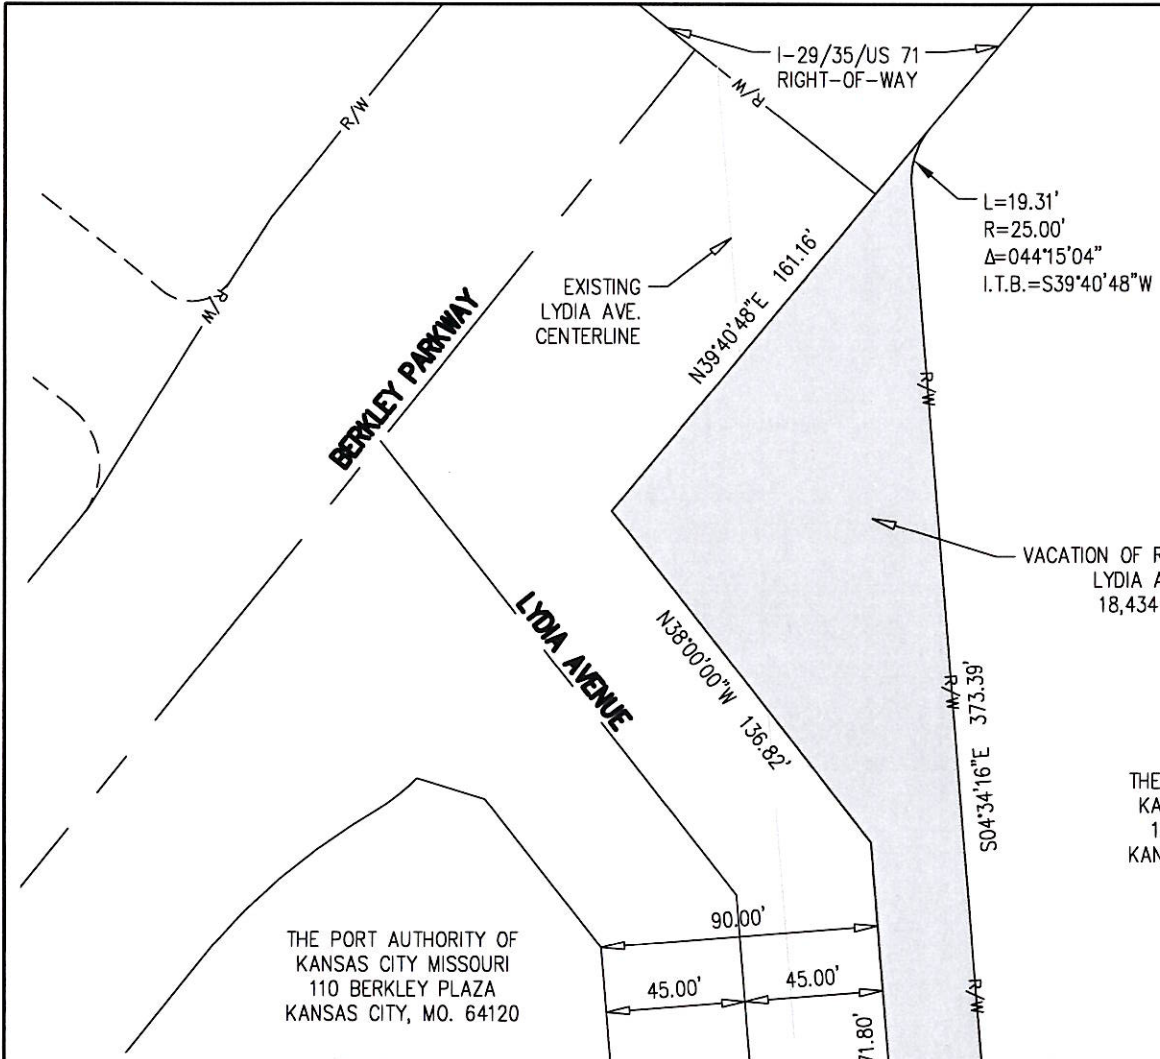 I-29/35/US 71
RIGHT-OF-WAY
R/W
R/W
L=19.31'
R=25.00'
Δ=044°15'04"
I.T.B.=S39°40'48"W
EXISTING
LYDIA AVE.
CENTERLINE
N39°40'48"E 161.16'
R/W
BERKLEY PARKWAY
R/W
VACATION OF
LYDIA
18,434
LYDIA AVENUE
N38°00'00"W 136.82'
R/W
S04°34'16"E 373.39'
THE
90.00'
THE PORT AUTHORITY OF
KANSAS CITY MISSOURI
110 BERKLEY PLAZA
KANSAS CITY, MO. 64120
45.00'
45.00'
R/W
71.80'